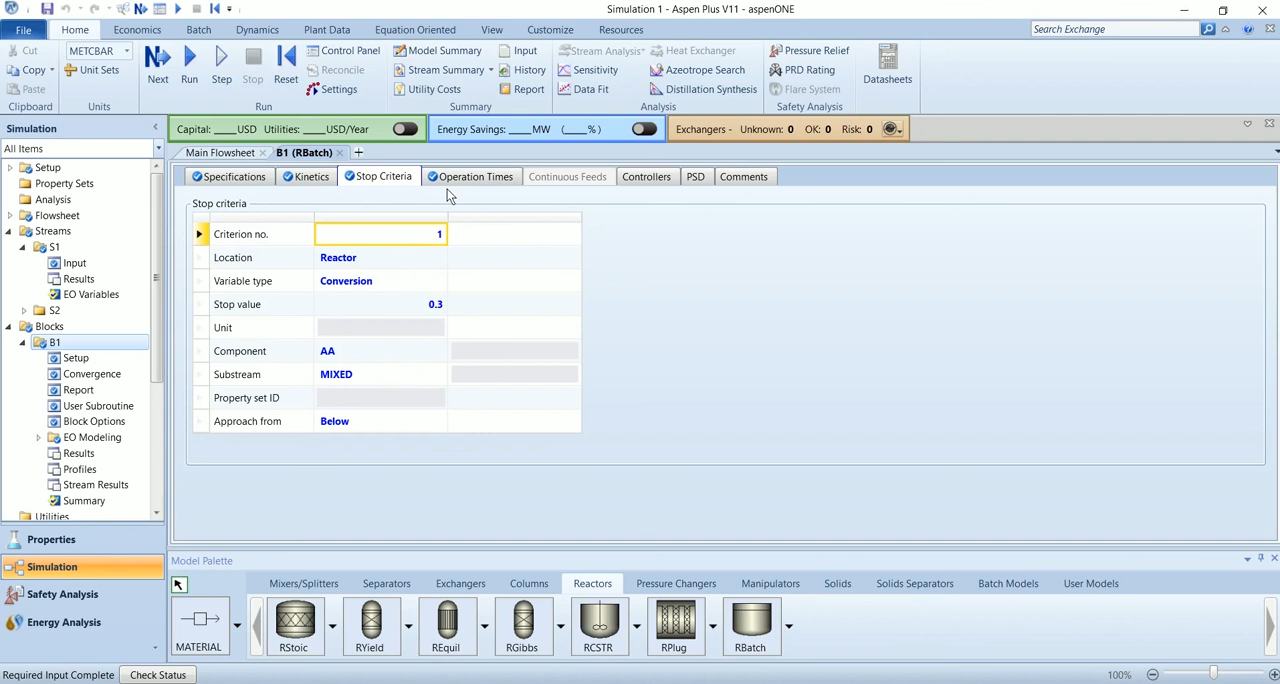 Simulation 1 - Aspen Plus V11 - aspenONE
File Home Economics Batch Dynamics Plant Data Equation Oriented View Customize Resources Search Exchange
Cut METCBAR Control Panel Model Summary Input Stream Analysis Heat Exchanger Pressure Relief
Copy Unit Sets Next Run Step Stop Reset Reconcile Stream Summary History Sensitivity Azeotrope Search PRD Rating Datasheets
Paste Settings Utility Costs Report Data Fit Distillation Synthesis Flare System
Clipboard Units Run Summary Analysis Safety Analysis
Simulation
Capital: ____USD Utilities: ____USD/Year Energy Savings: ____MW (____%) Exchangers - Unknown: 0 OK: 0 Risk: 0
All Items
Main Flowsheet B1 (RBatch) +
Specifications Kinetics Stop Criteria Operation Times Continuous Feeds Controllers PSD Comments
Setup
Property Sets
Analysis
Flowsheet
Streams
S1
Input
Results
EO Variables
S2
Blocks
B1
Setup
Convergence
Report
User Subroutine
Block Options
EO Modeling
Results
Profiles
Stream Results
Summary
Utilities
Stop criteria
Criterion no. 1
Location Reactor
Variable type Conversion
Stop value 0.3
Unit
Component AA
Substream MIXED
Property set ID
Approach from Below
Properties
Simulation
Safety Analysis
Energy Analysis
Model Palette
Mixers/Splitters Separators Exchangers Columns Reactors Pressure Changers Manipulators Solids Solids Separators Batch Models User Models
MATERIAL RStoic RYield REquil RGibbs RCSTR RPlug RBatch
Required Input Complete Check Status 100%